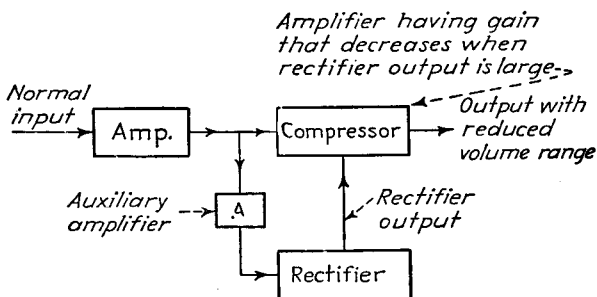 Amplifier having gain
that decreases when
rectifier output is large
Normal
input
Amp.
Compressor
Output with
reduced
volume range
Auxiliary
amplifier
A
Rectifier
output
Rectifier